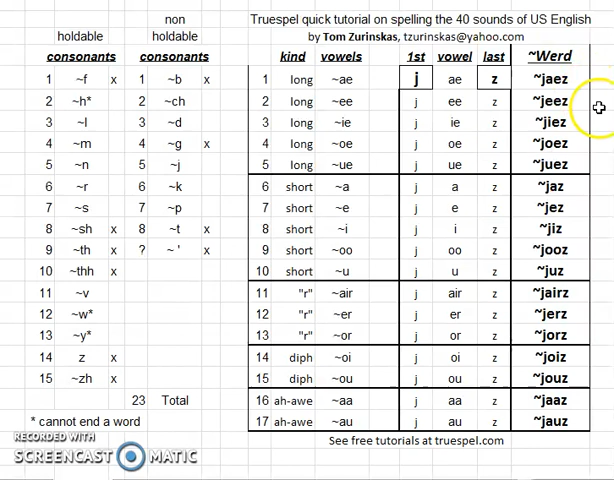 non Truespel quick tutorial on spelling the 40 sounds of US English
holdable holdable by Tom Zurinskas, tzurinskas@yahoo.com
consonants consonants kind vowels 1st vowel last ~Werd
1 ~f x 1 ~b x 1 long ~ae j ae z ~jaez
2 ~h* 2 ~ch 2 long ~ee j ee z ~jeez
3 ~l 3 ~d 3 long ~ie j ie z ~jiez
4 ~m 4 ~g x 4 long ~oe j oe z ~joez
5 ~n 5 ~j 5 long ~ue j ue z ~juez
6 ~r 6 ~k 6 short ~a j a z ~jaz
7 ~s 7 ~p 7 short ~e j e z ~jez
8 ~sh x 8 ~t x 8 short ~i j i z ~jiz
9 ~th x ? ~ ' x 9 short ~oo j oo z ~jooz
10 ~thh x 10 short ~u j u z ~juz
11 ~v 11 "r" ~air j air z ~jairz
12 ~w* 12 "r" ~er j er z ~jerz
13 ~y* 13 "r" ~or j or z ~jorz
14 z x 14 diph ~oi j oi z ~joiz
15 ~zh x 15 diph ~ou j ou z ~jouz
23 Total 16 ah-awe ~aa j aa z ~jaaz
* cannot end a word 17 ah-awe ~au j au z ~jauz
RECORDED WITH See free tutorials at truespel.com
SCREENCAST MATIC